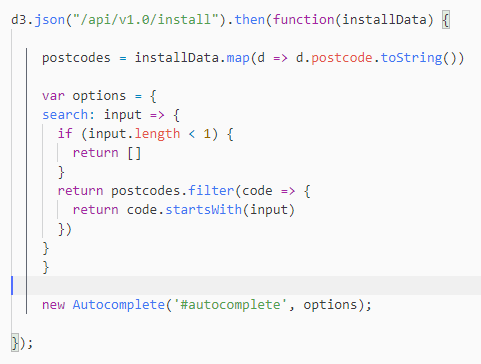 d3.json("/api/v1.0/install").then(function(installData) {
postcodes = installData.map(d => d.postcode.toString())
var options = {
search: input => {
if (input.length < 1) {
return []
}
return postcodes.filter(code => {
return code.startsWith(input)
})
}
}
new Autocomplete('#autocomplete', options);
});